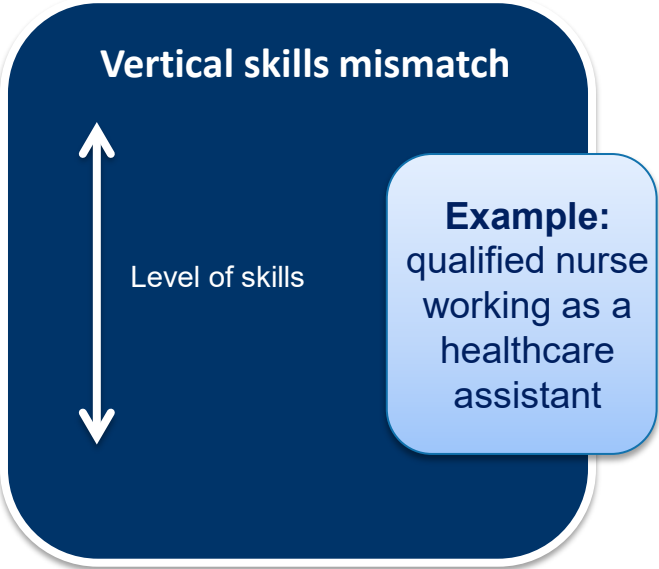 Vertical skills mismatch
Level of skills
Example:
qualified nurse
working as a
healthcare
assistant